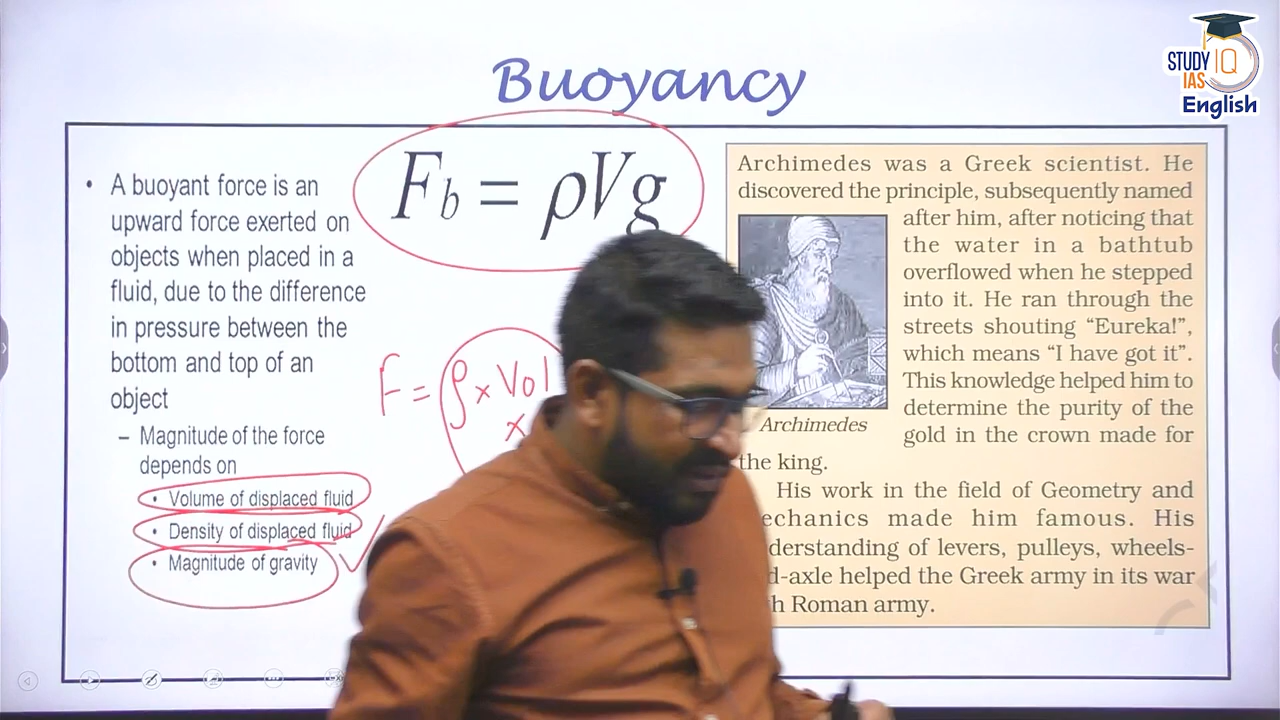 STUDY IQ
IAS
English
Buoyancy
• A buoyant force is an
upward force exerted on
objects when placed in a
fluid, due to the difference
in pressure between the
bottom and top of an
object
– Magnitude of the force
depends on
• Volume of displaced fluid
• Density of displaced fluid
• Magnitude of gravity
Fb = ρVg
F = ρ x Vol
x
Archimedes was a Greek scientist. He
discovered the principle, subsequently named
after him, after noticing that
the water in a bathtub
overflowed when he stepped
into it. He ran through the
streets shouting “Eureka!”,
which means “I have got it”.
This knowledge helped him to
determine the purity of the
gold in the crown made for
Archimedes
the king.
His work in the field of Geometry and
echanics made him famous. His
derstanding of levers, pulleys, wheels-
d-axle helped the Greek army in its war
h Roman army.